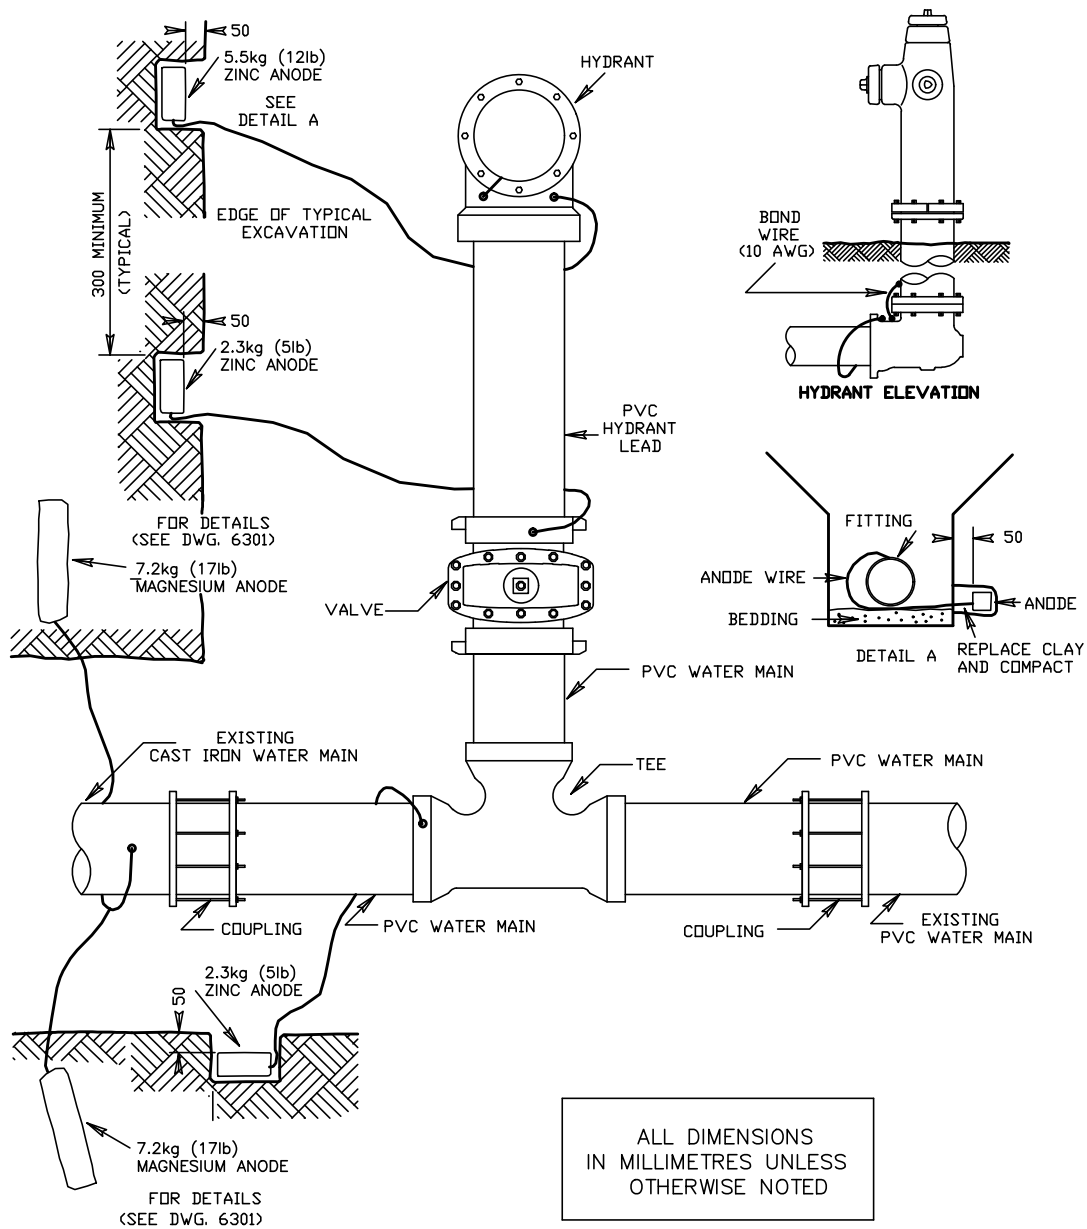 50
5.5kg (12lb)
ZINC ANODE
SEE
DETAIL A
HYDRANT
EDGE OF TYPICAL
EXCAVATION
300 MINIMUM
(TYPICAL)
50
2.3kg (5lb)
ZINC ANODE
BOND
WIRE
(10 AWG)
HYDRANT ELEVATION
PVC
HYDRANT
LEAD
FOR DETAILS
(SEE DWG. 6301)
7.2kg (17lb)
MAGNESIUM ANODE
VALVE
FITTING
50
ANODE WIRE
ANODE
BEDDING
DETAIL A
REPLACE CLAY
AND COMPACT
PVC WATER MAIN
EXISTING
CAST IRON WATER MAIN
TEE
PVC WATER MAIN
COUPLING
PVC WATER MAIN
COUPLING
EXISTING
PVC WATER MAIN
2.3kg (5lb)
ZINC ANODE
50
7.2kg (17lb)
MAGNESIUM ANODE
FOR DETAILS
(SEE DWG. 6301)
ALL DIMENSIONS
IN MILLIMETRES UNLESS
OTHERWISE NOTED